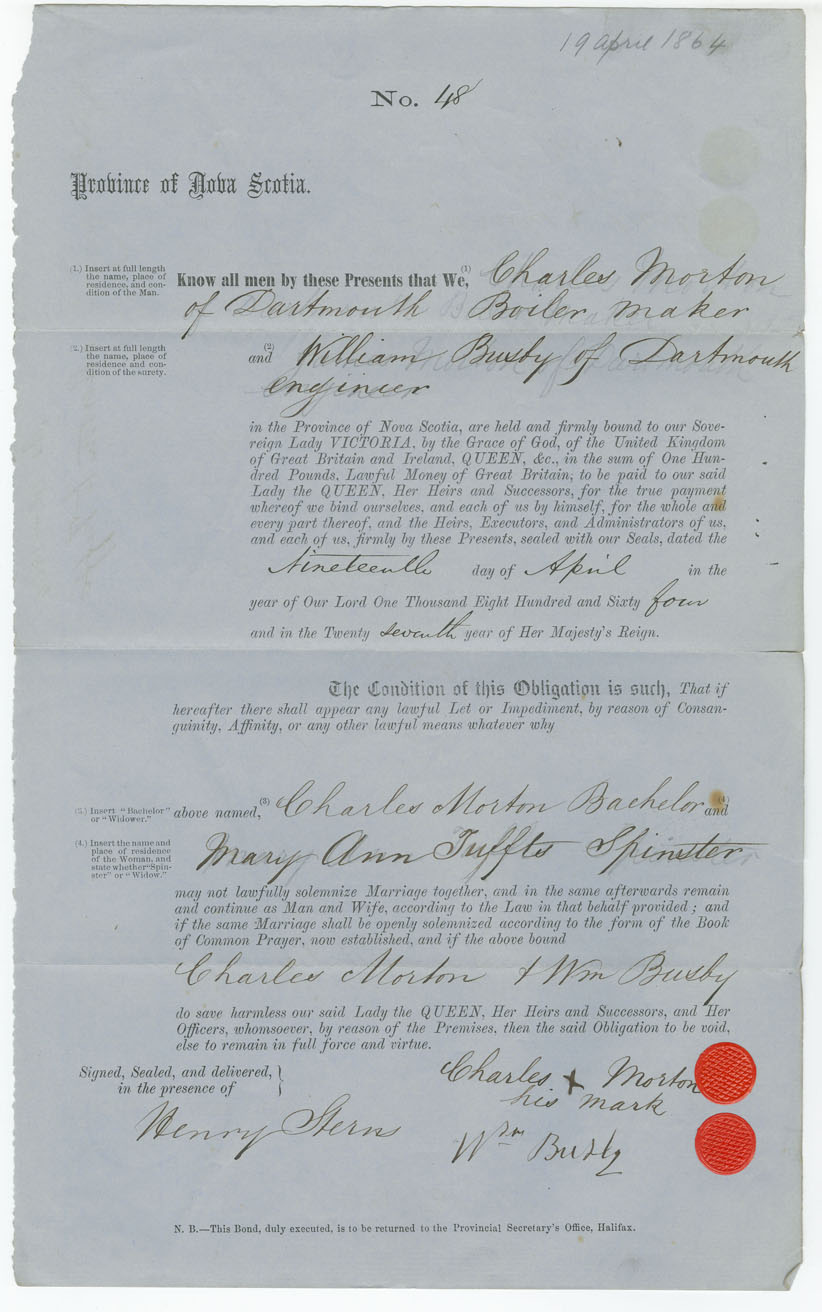 19 April 1864
No. 48
Province of Nova Scotia.
(1.) Insert at full length
the name, place of
residence, and con-
dition of the Man.
Know all men by these Presents that We, (1) Charles Morton
of Dartmouth Boiler maker
(2.) Insert at full length
the name, place of
residence and con-
dition of the surety.
and (2) William Busby of Dartmouth
engineer
in the Province of Nova Scotia, are held and firmly bound to our Sove-
reign Lady VICTORIA, by the Grace of God, of the United Kingdom
of Great Britain and Ireland, QUEEN, &c., in the sum of One Hun-
dred Pounds, Lawful Money of Great Britain, to be paid to our said
Lady the QUEEN, Her Heirs and Successors, for the true payment
whereof we bind ourselves, and each of us by himself, for the whole and
every part thereof, and the Heirs, Executors, and Administrators of us,
and each of us, firmly by these Presents, sealed with our Seals, dated the
Nineteenth day of April in the
year of Our Lord One Thousand Eight Hundred and Sixty four
and in the Twenty seventh year of Her Majesty's Reign.
The Condition of this Obligation is such, That if
hereafter there shall appear any lawful Let or Impediment, by reason of Consan-
guinity, Affinity, or any other lawful means whatever why
(3.) Insert "Bachelor"
or "Widower."
above named, (3) Charles Morton Bachelor and (4)
(4.) Insert the name and
place of residence
of the Woman, and
state whether "Spin-
ster" or "Widow."
Mary Ann Tuffts Spinster
may not lawfully solemnize Marriage together, and in the same afterwards remain
and continue as Man and Wife, according to the Law in that behalf provided; and
if the same Marriage shall be openly solemnized according to the form of the Book
of Common Prayer, now established, and if the above bound
Charles Morton & Wm Busby
do save harmless our said Lady the QUEEN, Her Heirs and Successors, and Her
Officers, whomsoever, by reason of the Premises, then the said Obligation to be void,
else to remain in full force and virtue.
Signed, Sealed, and delivered, }
in the presence of
Charles X Morton
his mark
Henry Sterns
Wm Busby
N. B.—This Bond, duly executed, is to be returned to the Provincial Secretary's Office, Halifax.